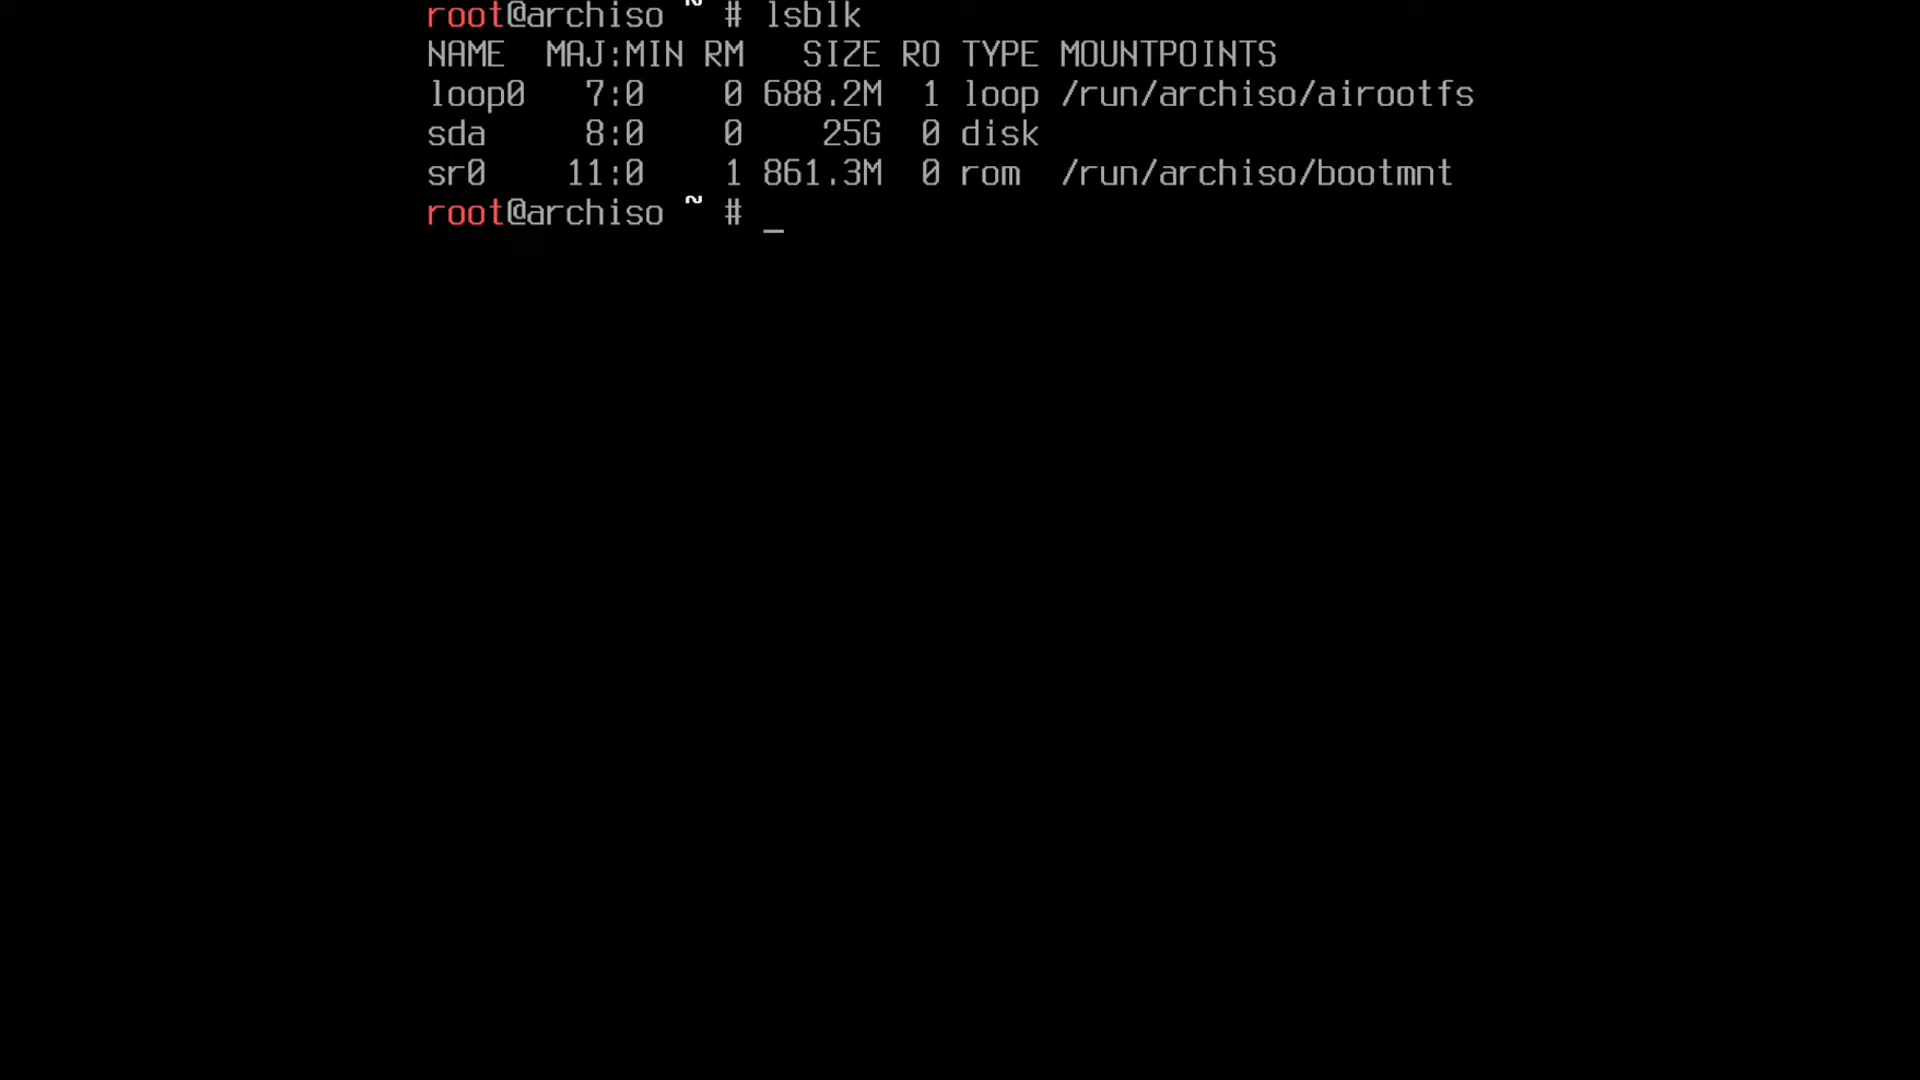 root@archiso ~ # lsblk
NAME  MAJ:MIN RM   SIZE RO TYPE MOUNTPOINTS
loop0   7:0    0 688.2M  1 loop /run/archiso/airootfs
sda     8:0    0    25G  0 disk
sr0    11:0    1 861.3M  0 rom  /run/archiso/bootmnt
root@archiso ~ # _